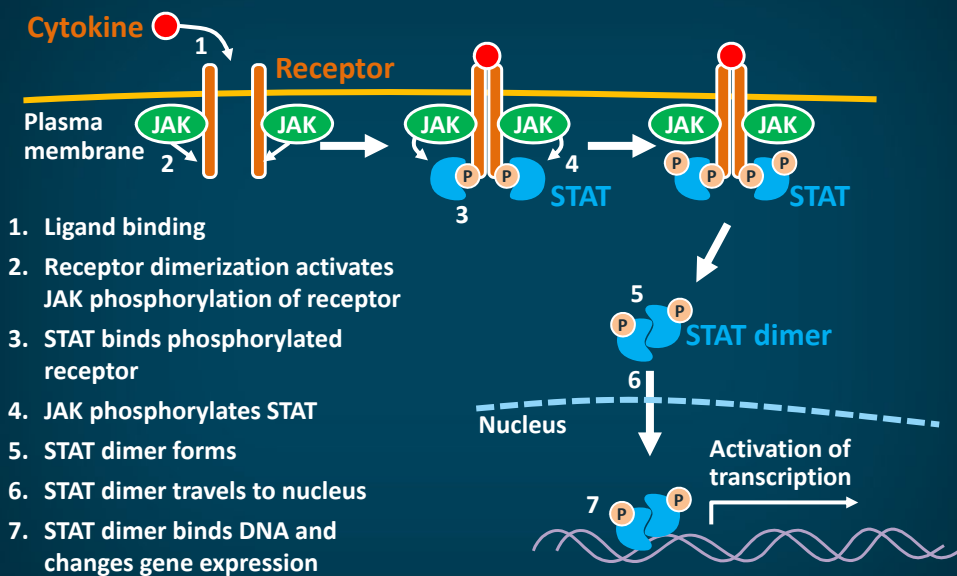 Cytokine
1
Receptor
JAK
JAK
JAK
JAK
JAK
JAK
Plasma
membrane
2
P
P
4
3
STAT
P
P
P
P
STAT
1. Ligand binding
2. Receptor dimerization activates
JAK phosphorylation of receptor
3. STAT binds phosphorylated
receptor
4. JAK phosphorylates STAT
5. STAT dimer forms
6. STAT dimer travels to nucleus
7. STAT dimer binds DNA and
changes gene expression
5
P
P
STAT dimer
6
Nucleus
Activation of
transcription
7
P
P